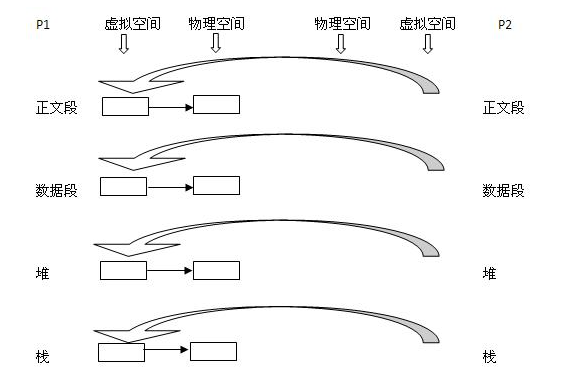 P1 虚拟空间 物理空间 物理空间 虚拟空间 P2
正文段 正文段
数据段 数据段
堆 堆
栈 栈